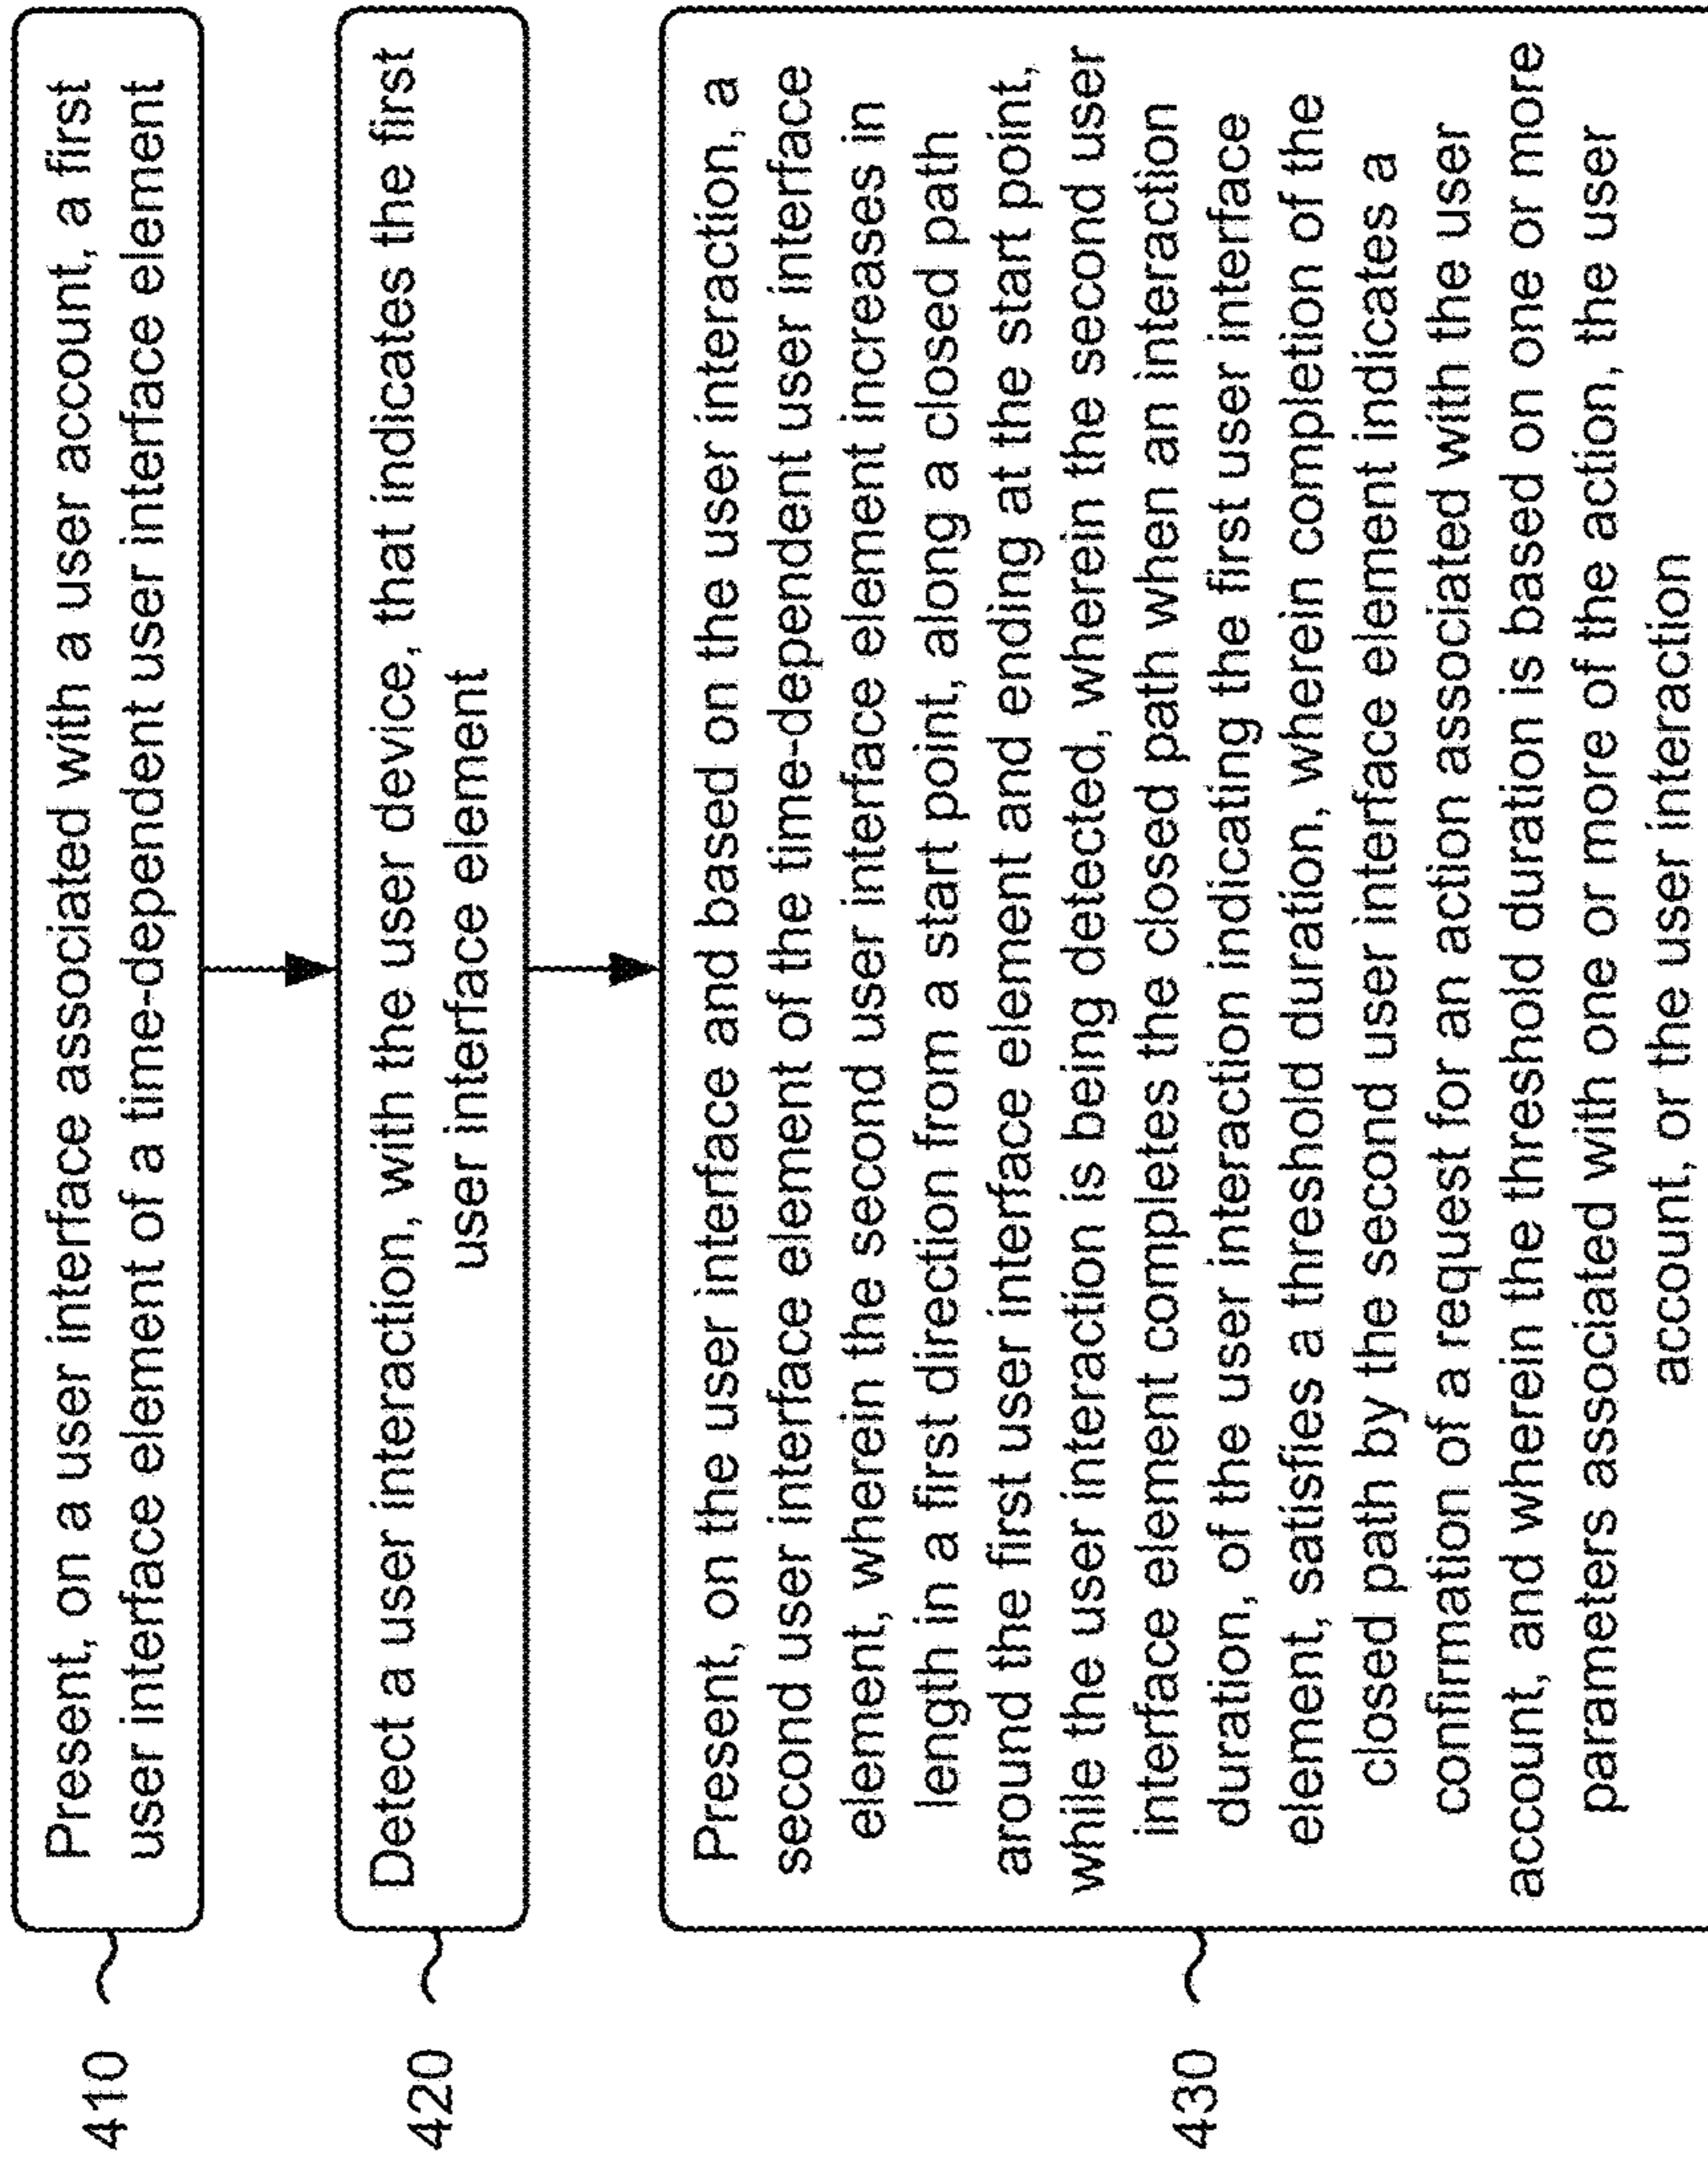 410
Present, on a user interface associated with a user account, a first
user interface element of a time-dependent user interface element
420
Detect a user interaction, with the user device, that indicates the first
user interface element
430
Present, on the user interface and based on the user interaction, a
second user interface element of the time-dependent user interface
element, wherein the second user interface element increases in
length in a first direction from a start point, along a closed path
around the first user interface element and ending at the start point,
while the user interaction is being detected, wherein the second user
interface element completes the closed path when an interaction
duration, of the user interaction indicating the first user interface
element, satisfies a threshold duration, wherein completion of the
closed path by the second user interface element indicates a
confirmation of a request for an action associated with the user
account, and wherein the threshold duration is based on one or more
parameters associated with one or more of the action, the user
account, or the user interaction